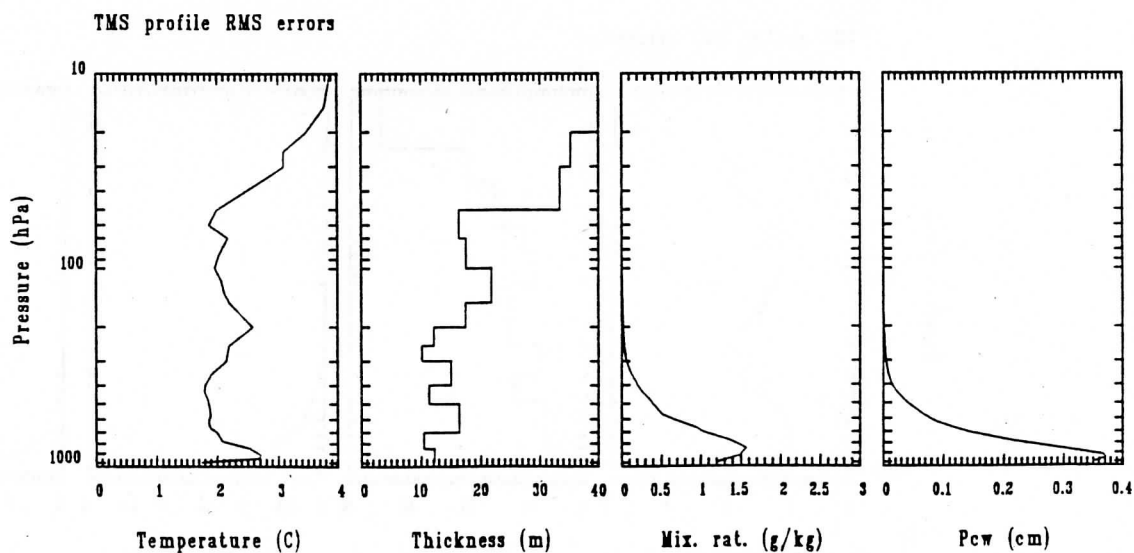 TMS profile RMS errors
10
100
1000
Pressure (hPa)
0 1 2 3 4
0 10 20 30 40
0 0.5 1 1.5 2 2.5 3
0 0.1 0.2 0.3 0.4
Temperature (C)
Thickness (m)
Mix. rat. (g/kg)
Pcw (cm)